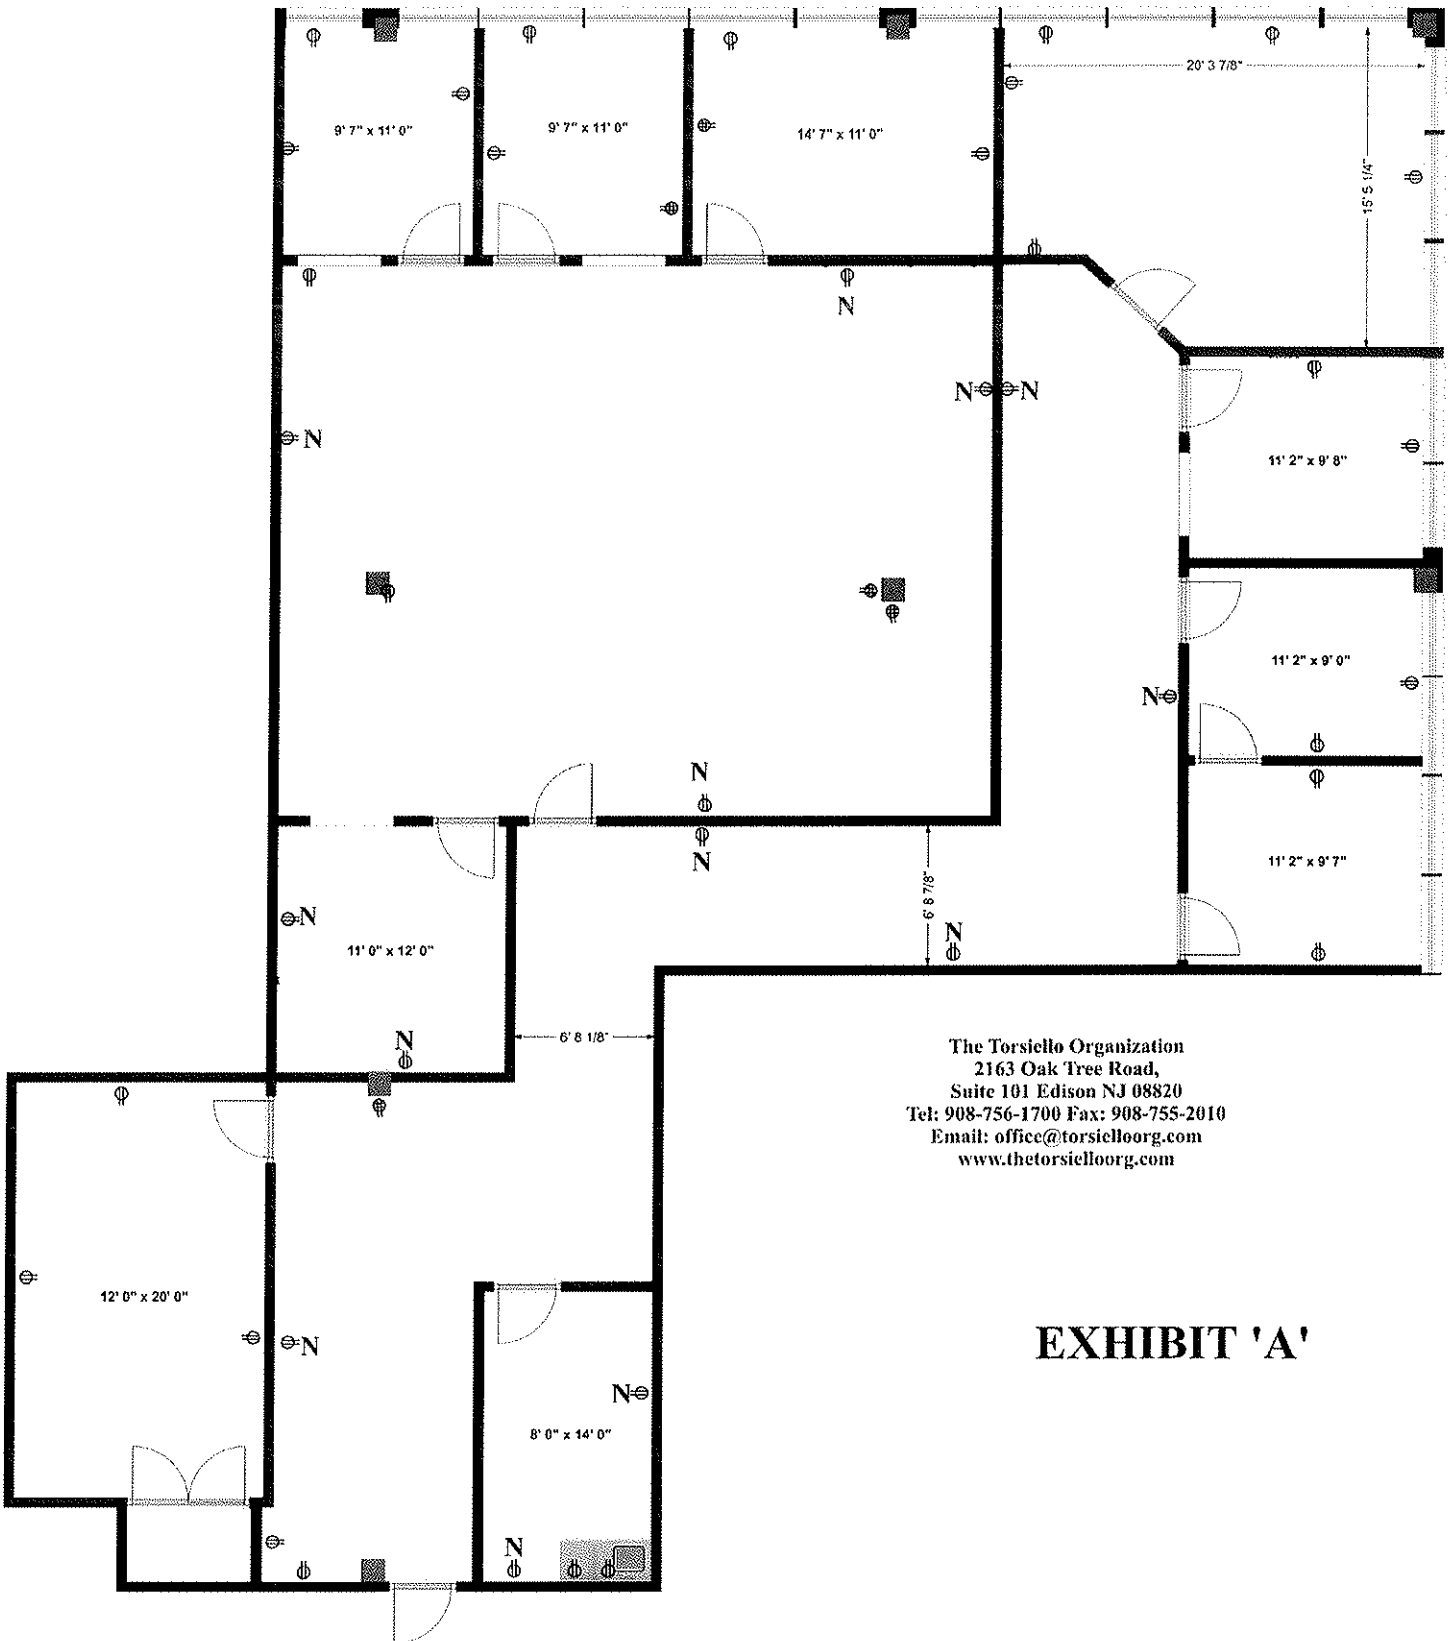 20' 3 7/8"
9' 7" x 11' 0"
9' 7" x 11' 0"
14' 7" x 11' 0"
15' 5 1/4"
N
N
N
N
11' 2" x 9' 8"
11' 2" x 9' 0"
N
N
N
11' 2" x 9' 7"
6' 8 7/8"
N
N
11' 0" x 12' 0"
N
6' 8 1/8"
The Torsiello Organization
2163 Oak Tree Road,
Suite 101 Edison NJ 08820
Tel: 908-756-1700 Fax: 908-755-2010
Email: office@torsielloorg.com
www.thetorsielloorg.com
12' 0" x 20' 0"
N
EXHIBIT 'A'
N
8' 0" x 14' 0"
N